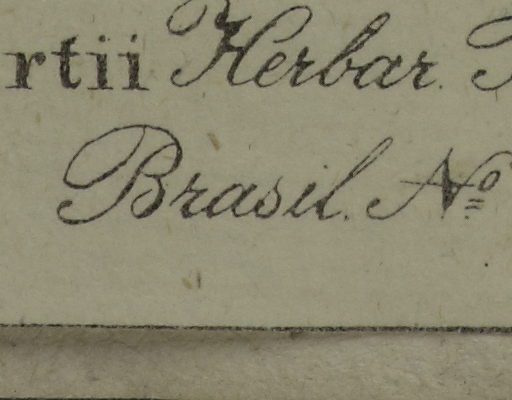 rtii Herbar.
Brasil. Nº